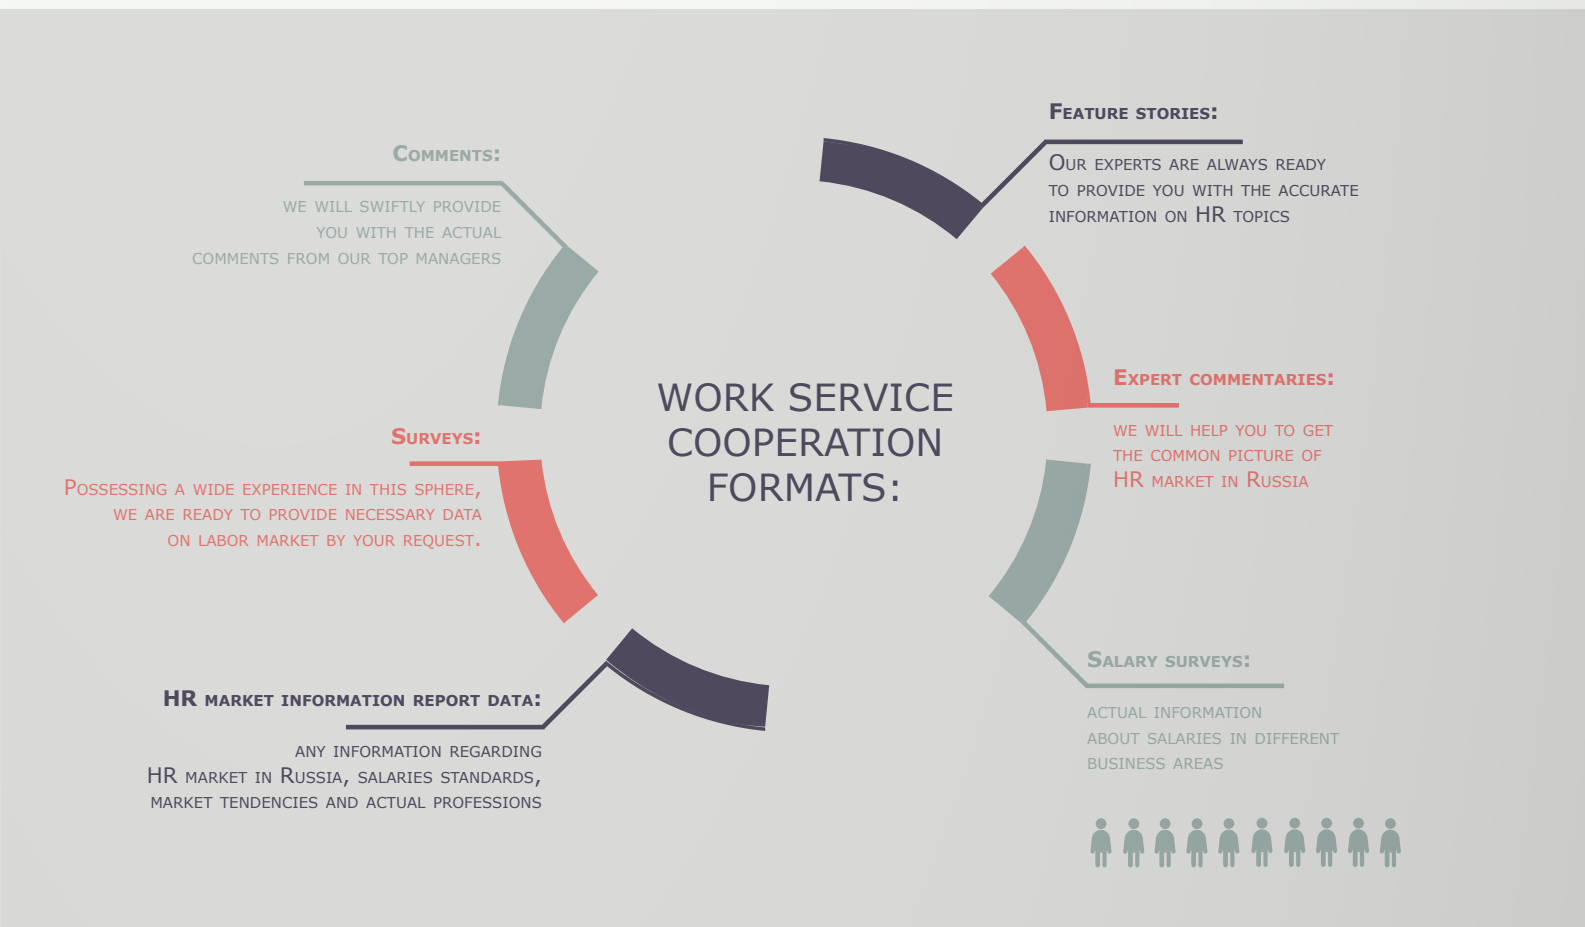 Feature stories:
Our experts are always ready
to provide you with the accurate
information on HR topics
Comments:
we will swiftly provide
you with the actual
comments from our top managers
WORK SERVICE
COOPERATION
FORMATS:
Expert commentaries:
we will help you to get
the common picture of
HR market in Russia
Surveys:
Possessing a wide experience in this sphere,
we are ready to provide necessary data
on labor market by your request.
Salary surveys:
actual information
about salaries in different
business areas
HR market information report data:
any information regarding
HR market in Russia, salaries standards,
market tendencies and actual professions